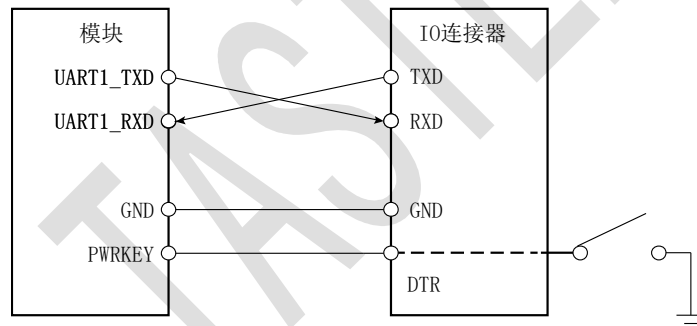 模块
IO连接器
UART1_TXD
TXD
UART1_RXD
RXD
GND
GND
PWRKEY
DTR